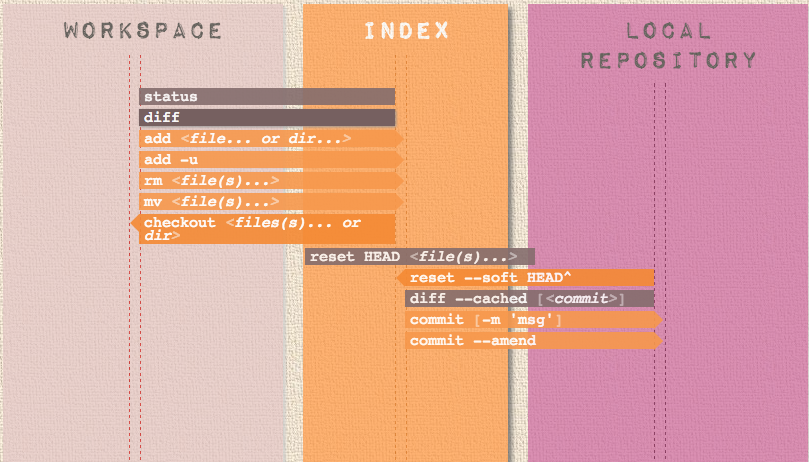 WORKSPACE
INDEX
LOCAL
REPOSITORY
status
diff
add <file... or dir...>
add -u
rm <file(s)...>
mv <file(s)...>
checkout <files(s)... or
dir>
reset HEAD <file(s)...>
reset --soft HEAD^
diff --cached [<commit>]
commit [-m 'msg']
commit --amend